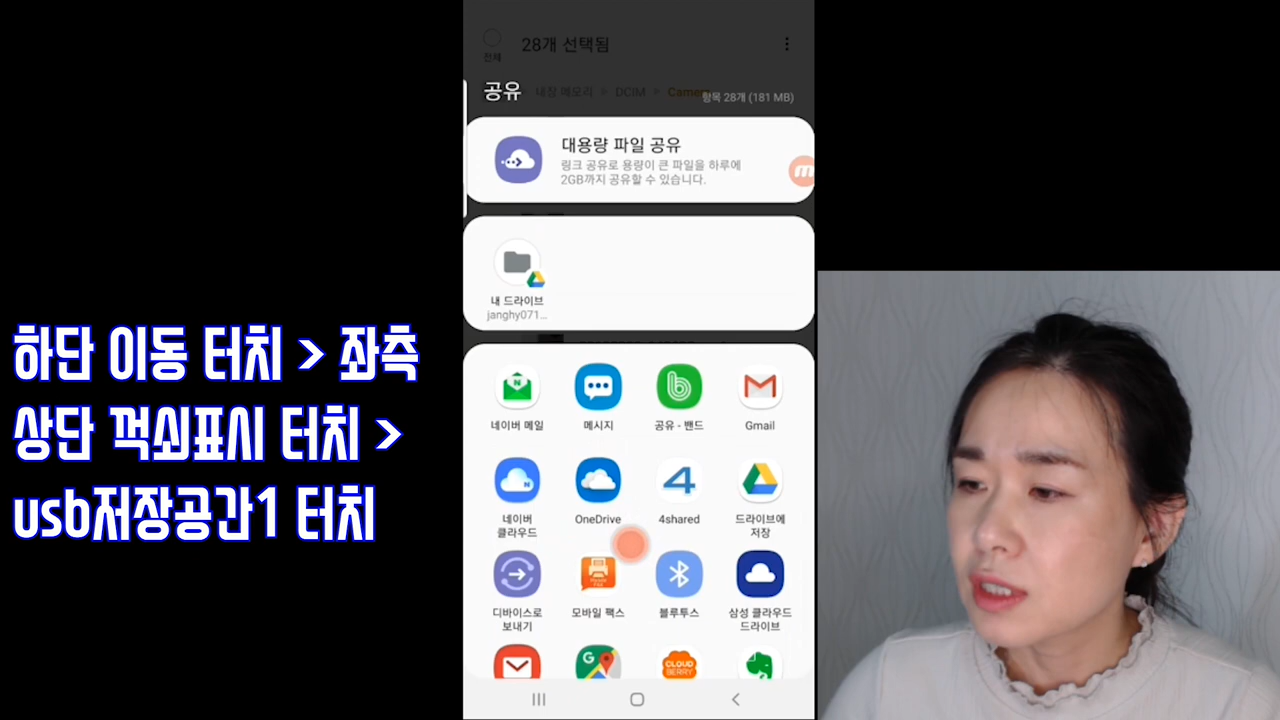 하단 이동 터치 > 좌측
상단 꺽쇠표시 터치 >
usb저장공간1 터치
28개 선택됨
전체
공유
내장 메모리 ▸ DCIM ▸ Camera
항목 28개 (181 MB)
대용량 파일 공유
링크 공유로 용량이 큰 파일을 하루에
2GB까지 공유할 수 있습니다.
내 드라이브
janghy071...
네이버 메일
메시지
공유 - 밴드
Gmail
네이버
클라우드
OneDrive
4shared
드라이브에
저장
디바이스로
보내기
모바일 팩스
블루투스
삼성 클라우드
드라이브
CLOUD
BERRY